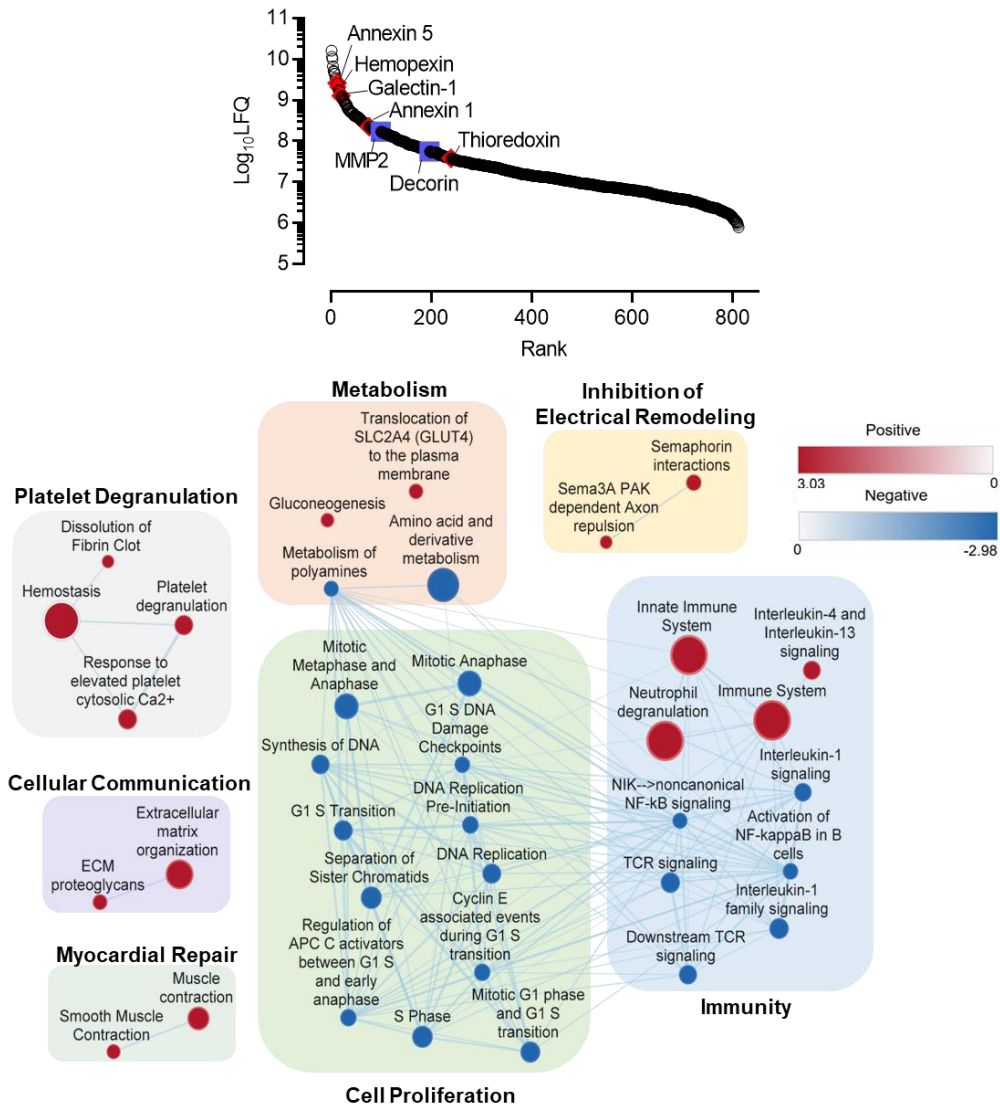 11
10
9
8
7
6
5
Log10LFQ
Annexin 5
Hemopexin
Galectin-1
Annexin 1
MMP2
Decorin
Thioredoxin
0
200
400
600
800
Rank
Metabolism
Translocation of
SLC2A4 (GLUT4)
to the plasma
membrane
Gluconeogenesis
Amino acid and
derivative
metabolism
Metabolism of
polyamines
Inhibition of
Electrical Remodeling
Semaphorin
interactions
Sema3A PAK
dependent Axon
repulsion
Positive
3.03
0
Negative
0
-2.98
Platelet Degranulation
Dissolution of
Fibrin Clot
Hemostasis
Platelet
degranulation
Response to
elevated platelet
cytosolic Ca2+
Cellular Communication
Extracellular
matrix
organization
ECM
proteoglycans
Myocardial Repair
Muscle
contraction
Smooth Muscle
Contraction
Mitotic
Metaphase and
Anaphase
Mitotic Anaphase
G1 S DNA
Damage
Checkpoints
Synthesis of DNA
DNA Replication
Pre-Initiation
G1 S Transition
Separation of
Sister Chromatids
DNA Replication
Cyclin E
associated events
during G1 S
transition
Regulation of
APC C activators
between G1 S
and early
anaphase
S Phase
Mitotic G1 phase
and G1 S
transition
Cell Proliferation
Innate Immune
System
Interleukin-4 and
Interleukin-13
signaling
Neutrophil
degranulation
Immune System
Interleukin-1
signaling
NIK-->noncanonical
NF-kB signaling
Activation of
NF-kappaB in B
cells
TCR signaling
Interleukin-1
family signaling
Downstream TCR
signaling
Immunity